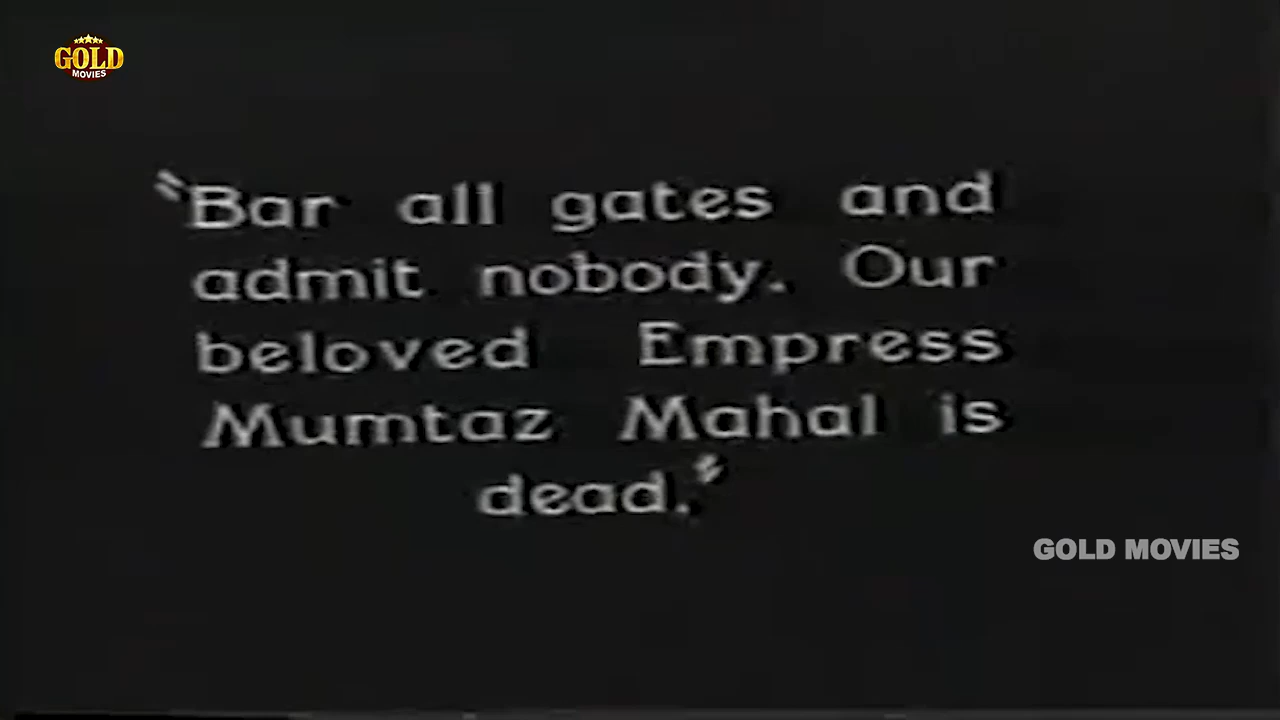 GOLD
MOVIES
"Bar all gates and
admit nobody. Our
beloved Empress
Mumtaz Mahal is
dead."
GOLD MOVIES